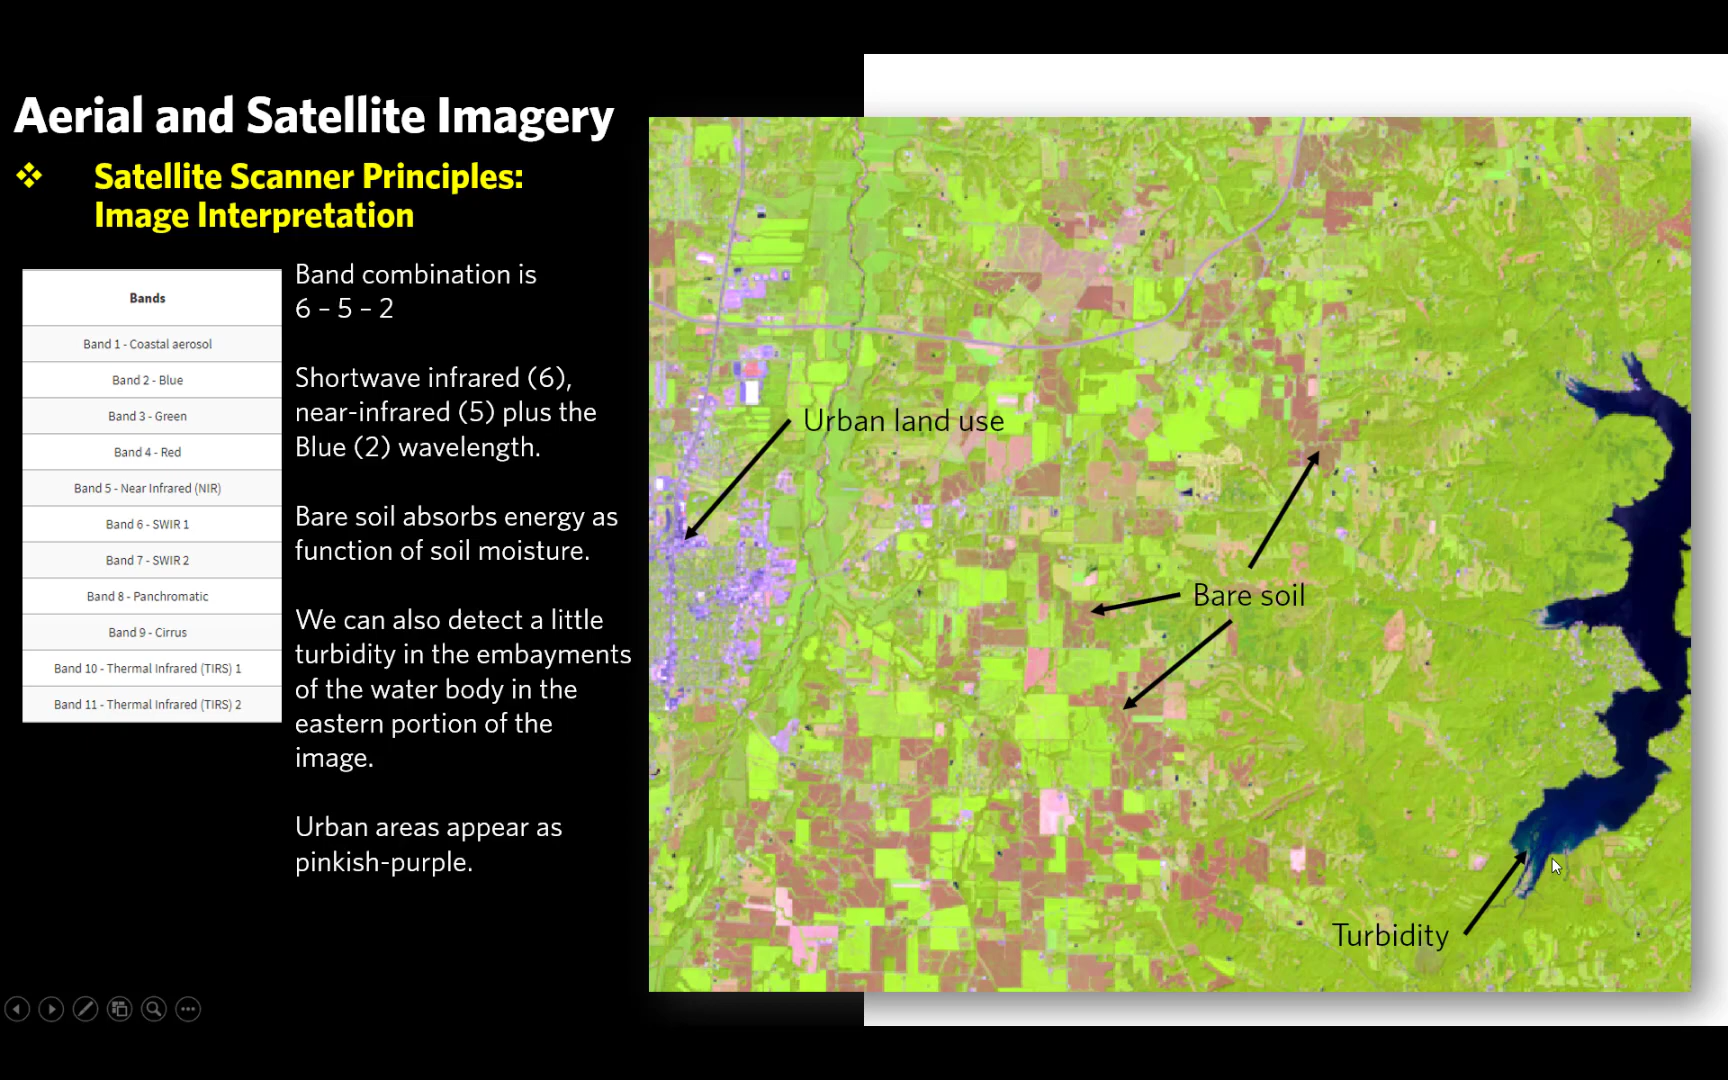 Aerial and Satellite Imagery
Satellite Scanner Principles:
Image Interpretation
Bands
Band 1 - Coastal aerosol
Band 2 - Blue
Band 3 - Green
Band 4 - Red
Band 5 - Near Infrared (NIR)
Band 6 - SWIR 1
Band 7 - SWIR 2
Band 8 - Panchromatic
Band 9 - Cirrus
Band 10 - Thermal Infrared (TIRS) 1
Band 11 - Thermal Infrared (TIRS) 2
Band combination is
6 – 5 – 2
Shortwave infrared (6),
near-infrared (5) plus the
Blue (2) wavelength.
Bare soil absorbs energy as
function of soil moisture.
We can also detect a little
turbidity in the embayments
of the water body in the
eastern portion of the
image.
Urban areas appear as
pinkish-purple.
Urban land use
Bare soil
Turbidity